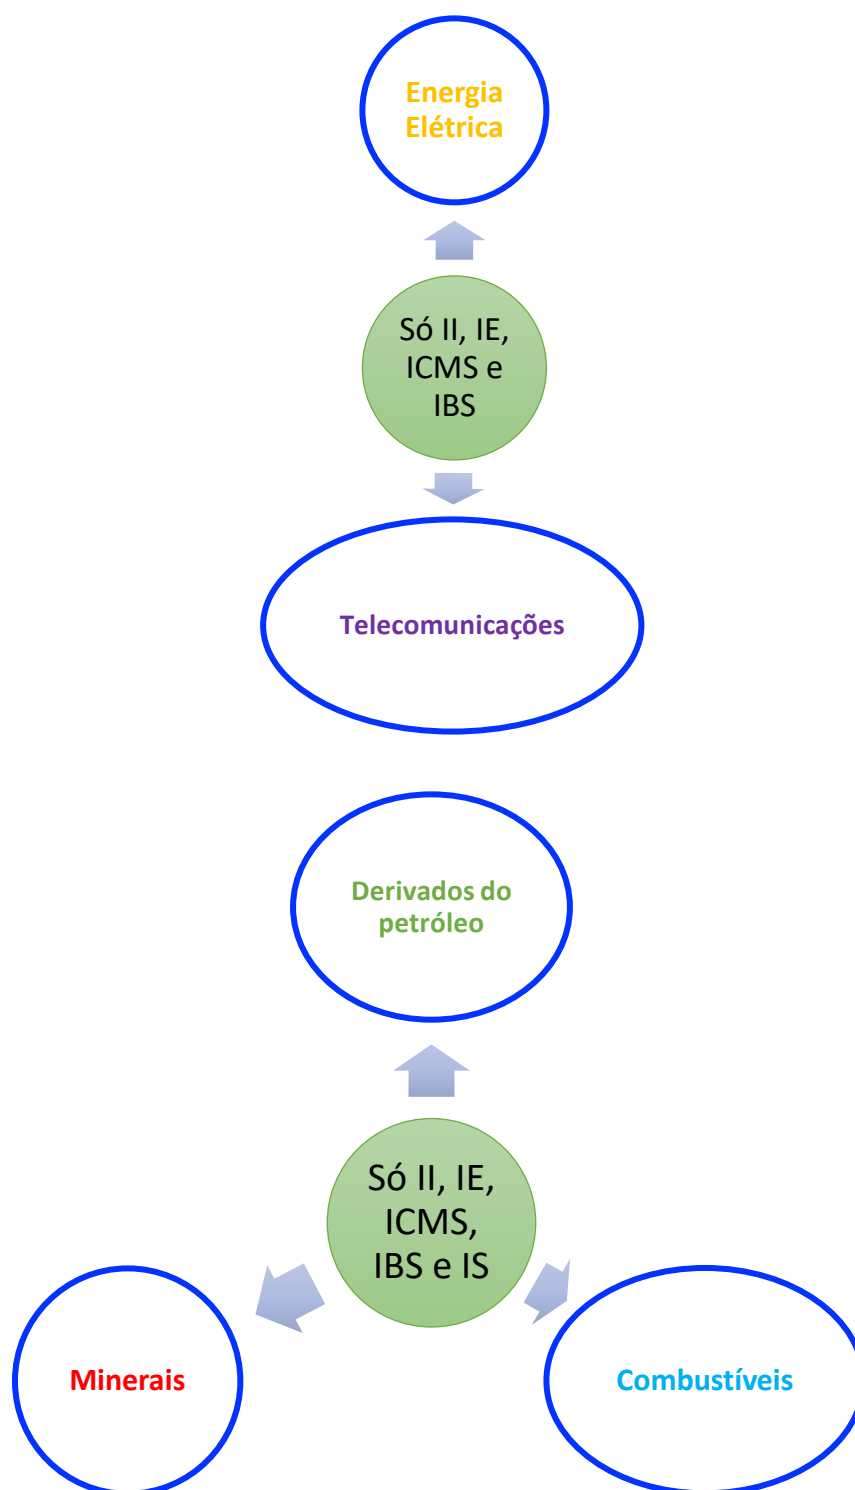 Energia
Elétrica
Só II, IE,
ICMS e
IBS
Telecomunicações
Derivados do
petróleo
Só II, IE,
ICMS,
IBS e IS
Minerais
Combustíveis